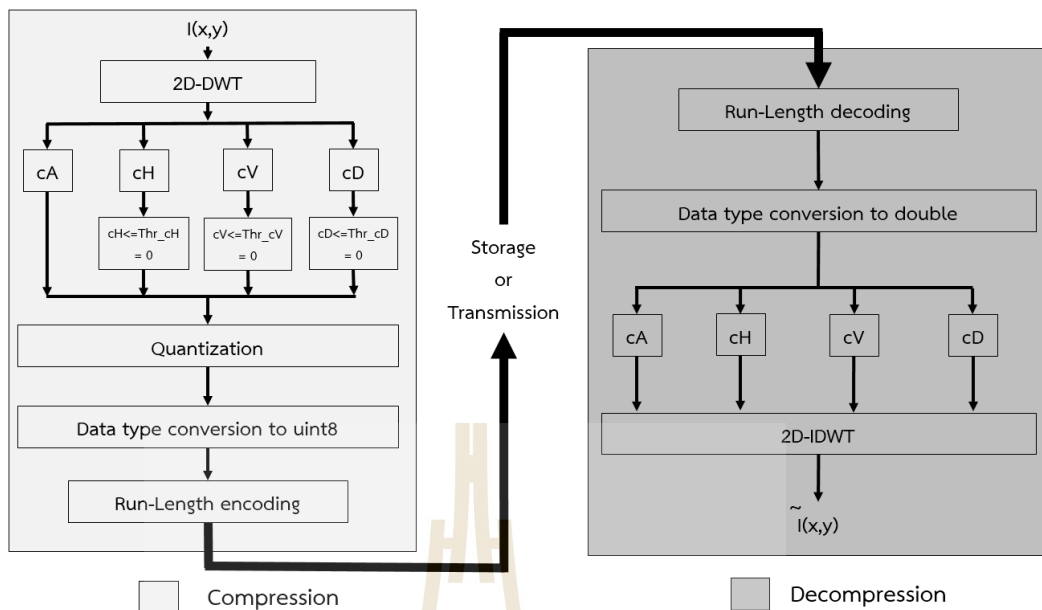 I(x,y)
2D-DWT
cA
cH
cV
cD
cH<=Thr_cH
= 0
cV<=Thr_cV
= 0
cD<=Thr_cD
= 0
Quantization
Data type conversion to uint8
Run-Length encoding
Compression
Storage
or
Transmission
Run-Length decoding
Data type conversion to double
cA
cH
cV
cD
2D-IDWT
~
I(x,y)
Decompression